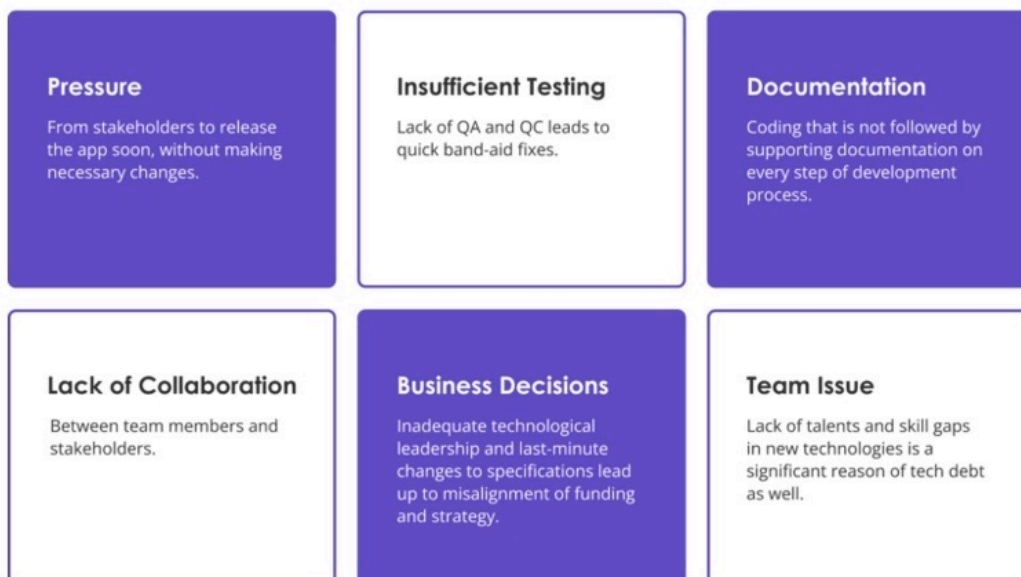 Pressure
From stakeholders to release
the app soon, without making
necessary changes.
Insufficient Testing
Lack of QA and QC leads to
quick band-aid fixes.
Documentation
Coding that is not followed by
supporting documentation on
every step of development
process.
Lack of Collaboration
Between team members and
stakeholders.
Business Decisions
Inadequate technological
leadership and last-minute
changes to specifications lead
up to misalignment of funding
and strategy.
Team Issue
Lack of talents and skill gaps
in new technologies is a
significant reason of tech debt
as well.